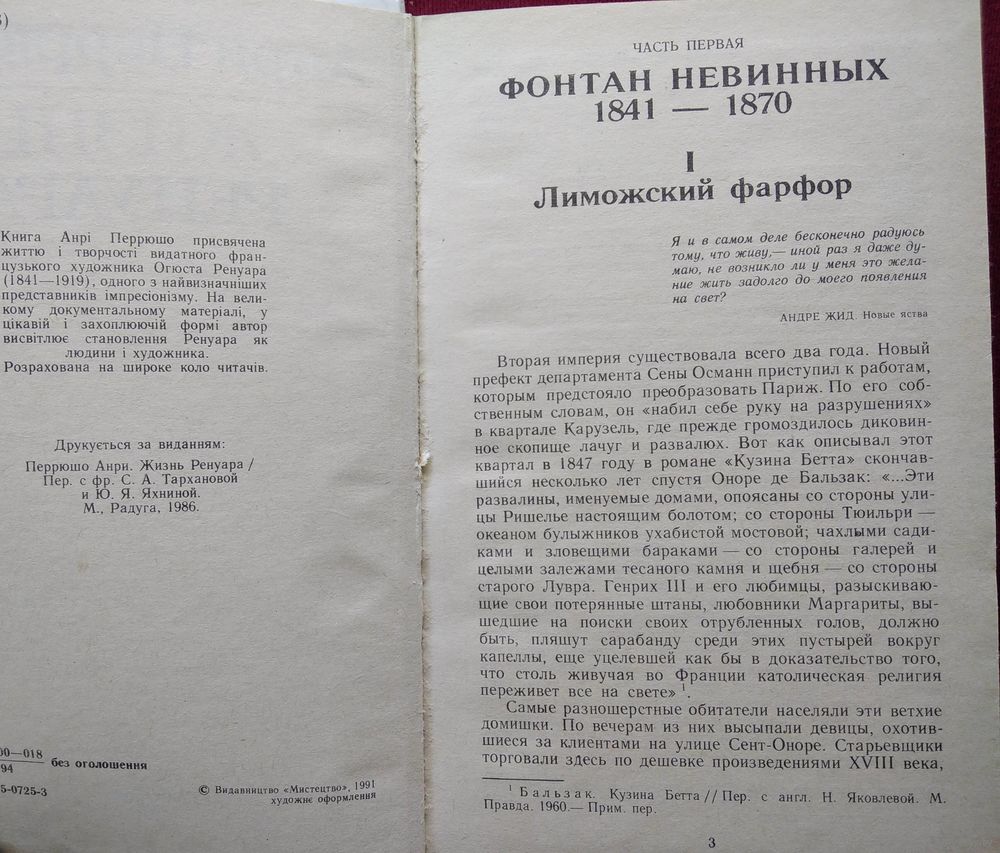 )
Книга Анрі Перрюшо присвячена
життю і творчості видатного фран-
цузького художника Огюста Ренуара
(1841—1919), одного з найвизначніших
представників імпресіонізму. На вели-
кому документальному матеріалі, у
цікавій і захоплюючій формі автор
висвітлює становлення Ренуара як
людини і художника.
Розрахована на широке коло читачів.
Друкується за виданням:
Перрюшо Анри. Жизнь Ренуара /
Пер. с фр. С. А. Тархановой
и Ю. Я. Яхниной.
М., Радуга, 1986.
00—018
94
без оголошення
5-0725-3
© Видавництво «Мистецтво», 1991
художнє оформлення
ЧАСТЬ ПЕРВАЯ
ФОНТАН НЕВИННЫХ
1841 — 1870
I
Лиможский фарфор
Я и в самом деле бесконечно радуюсь
тому, что живу,— иной раз я даже ду-
маю, не возникло ли у меня это жела-
ние жить задолго до моего появления
на свет?
АНДРЕ ЖИД. Новые яства
Вторая империя существовала всего два года. Новый
префект департамента Сены Османн приступил к работам,
которым предстояло преобразовать Париж. По его соб-
ственным словам, он «набил себе руку на разрушениях»
в квартале Карузель, где прежде громоздилось диковин-
ное скопище лачуг и развалюх. Вот как описывал этот
квартал в 1847 году в романе «Кузина Бетта» скончав-
шийся несколько лет спустя Оноре де Бальзак: «...Эти
развалины, именуемые домами, опоясаны со стороны ули-
цы Ришелье настоящим болотом; со стороны Тюильри —
океаном булыжников ухабистой мостовой; чахлыми сади-
ками и зловещими бараками — со стороны галерей и
целыми залежами тесаного камня и щебня — со стороны
старого Лувра. Генрих III и его любимцы, разыскиваю-
щие свои потерянные штаны, любовники Маргариты, вы-
шедшие на поиски своих отрубленных голов, должно
быть, пляшут сарабанду среди этих пустырей вокруг
капеллы, еще уцелевшей как бы в доказательство того,
что столь живучая во Франции католическая религия
переживет все на свете» 1.
Самые разношерстные обитатели населяли эти ветхие
домишки. По вечерам из них высыпали девицы, охотив-
шиеся за клиентами на улице Сент-Оноре. Старьевщики
торговали здесь по дешевке произведениями XVIII века,
1 Бальзак. Кузина Бетта // Пер. с англ. Н. Яковлевой. М.
Правда. 1960.— Прим. пер.
3